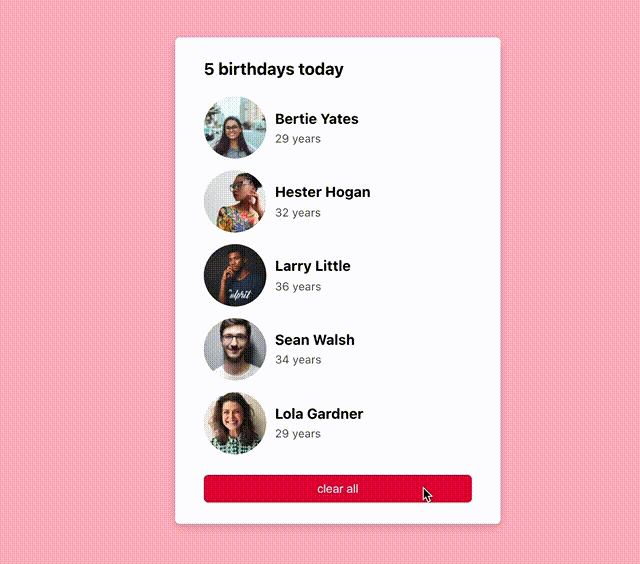 5 birthdays today
Bertie Yates
29 years
Hester Hogan
32 years
Larry Little
36 years
Sean Walsh
34 years
Lola Gardner
29 years
clear all